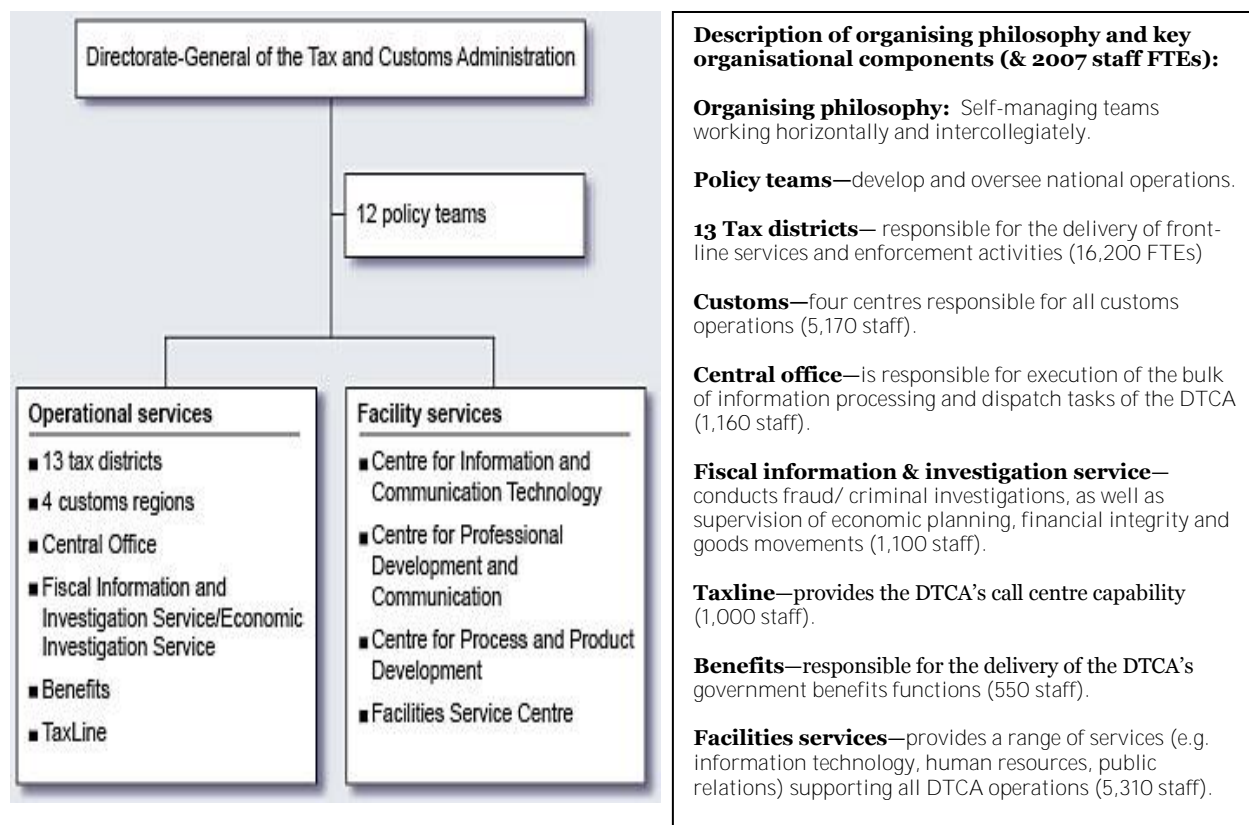 Directorate-General of the Tax and Customs Administration
12 policy teams
Operational services
■ 13 tax districts
■ 4 customs regions
■ Central Office
■ Fiscal Information and
Investigation Service/Economic
Investigation Service
■ Benefits
■ TaxLine
Facility services
■ Centre for Information and
Communication Technology
■ Centre for Professional
Development and
Communication
■ Centre for Process and Product
Development
■ Facilities Service Centre
Description of organising philosophy and key
organisational components (& 2007 staff FTEs):
Organising philosophy: Self-managing teams
working horizontally and intercollegiately.
Policy teams—develop and oversee national operations.
13 Tax districts— responsible for the delivery of front-
line services and enforcement activities (16,200 FTEs)
Customs—four centres responsible for all customs
operations (5,170 staff).
Central office—is responsible for execution of the bulk
of information processing and dispatch tasks of the DTCA
(1,160 staff).
Fiscal information & investigation service—
conducts fraud/ criminal investigations, as well as
supervision of economic planning, financial integrity and
goods movements (1,100 staff).
Taxline—provides the DTCA's call centre capability
(1,000 staff).
Benefits—responsible for the delivery of the DTCA's
government benefits functions (550 staff).
Facilities services—provides a range of services (e.g.
information technology, human resources, public
relations) supporting all DTCA operations (5,310 staff).